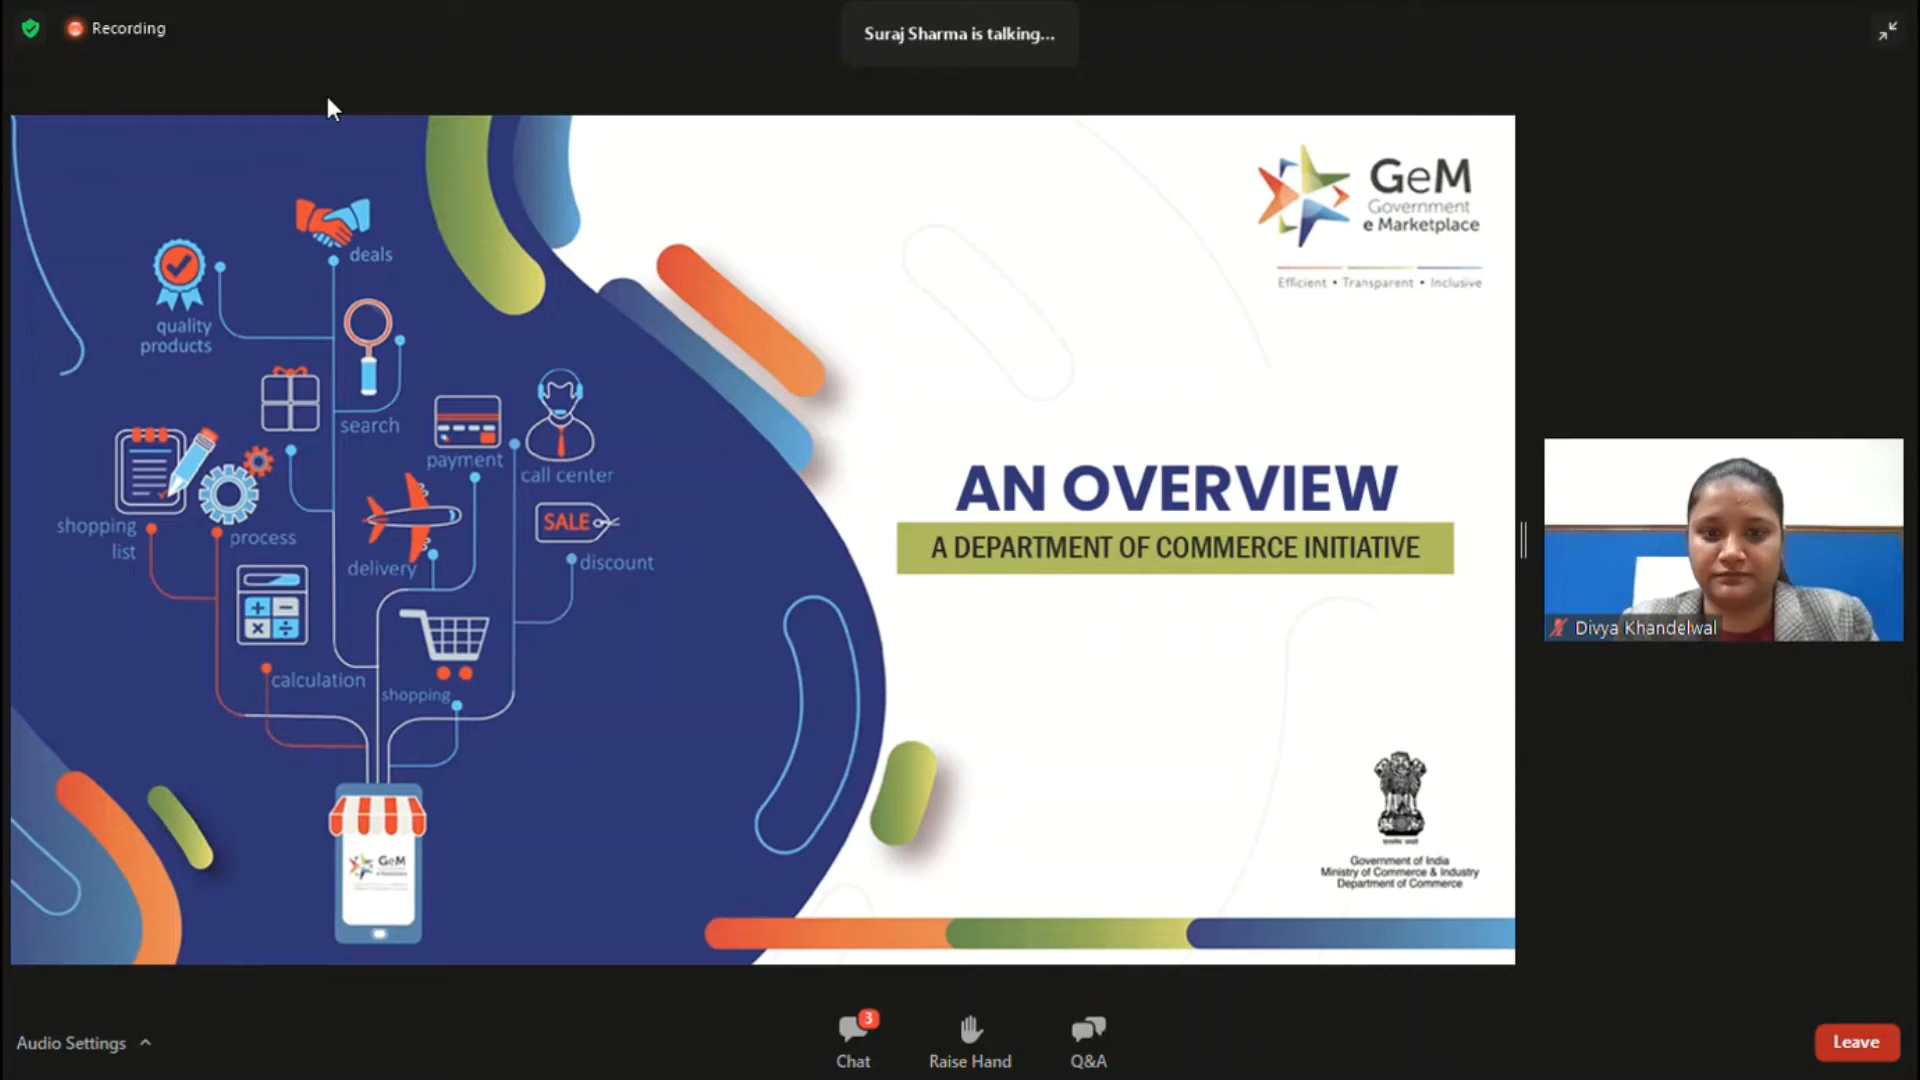 Recording
Suraj Sharma is talking...
GeM
Government
e Marketplace
Efficient • Transparent • Inclusive
deals
quality
products
search
payment
call center
shopping
list
process
SALE
delivery
discount
calculation
shopping
AN OVERVIEW
A DEPARTMENT OF COMMERCE INITIATIVE
Divya Khandelwal
GeM
Government of India
Ministry of Commerce & Industry
Department of Commerce
Audio Settings
3
Chat
Raise Hand
Q&A
Leave